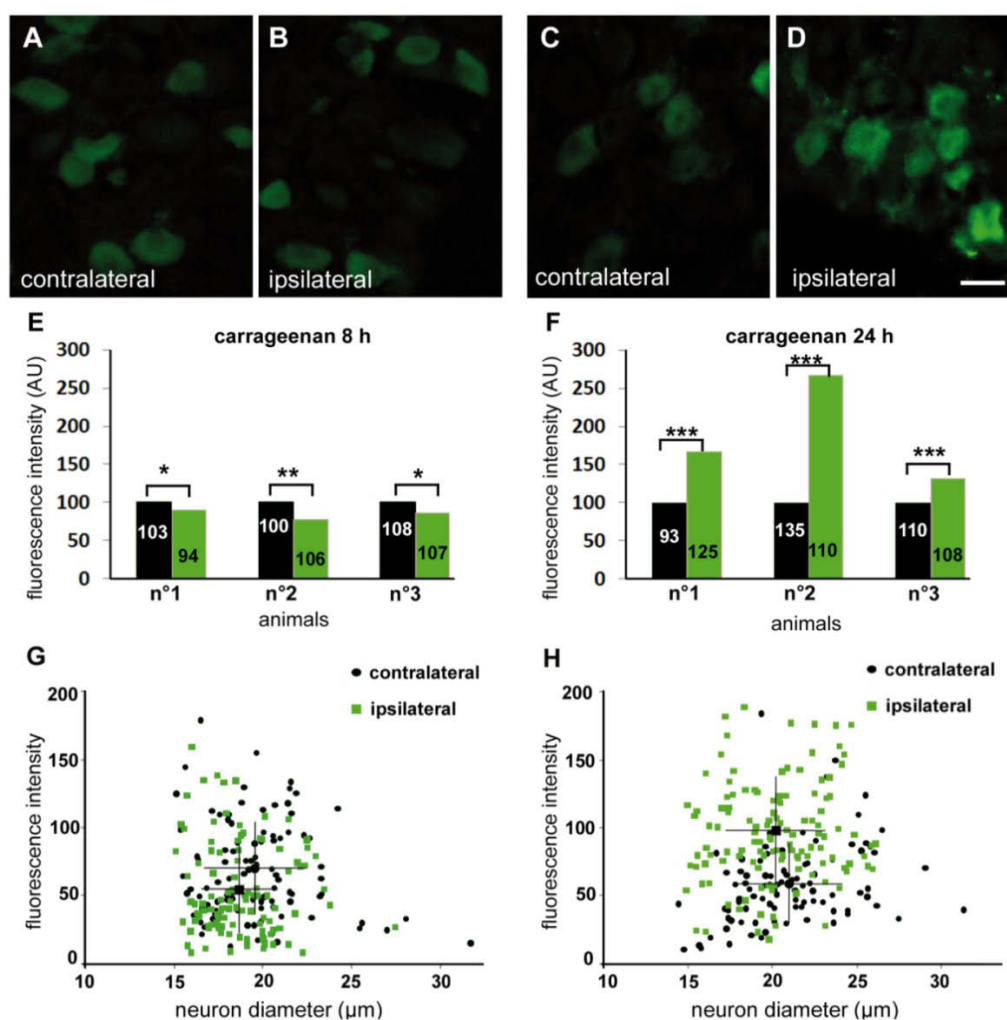 A
B
C
D
contralateral
ipsilateral
contralateral
ipsilateral
E
carrageenan 8 h
fluorescence intensity (AU)
300
250
200
150
100
50
0
*
**
*
103
94
100
106
108
107
n°1
n°2
n°3
animals
F
carrageenan 24 h
fluorescence intensity (AU)
300
250
200
150
100
50
0
***
***
***
93
125
135
110
110
108
n°1
n°2
n°3
animals
G
contralateral
ipsilateral
fluorescence intensity
200
150
100
50
0
10
15
20
25
30
neuron diameter (µm)
H
contralateral
ipsilateral
fluorescence intensity
200
150
100
50
0
10
15
20
25
30
neuron diameter (µm)